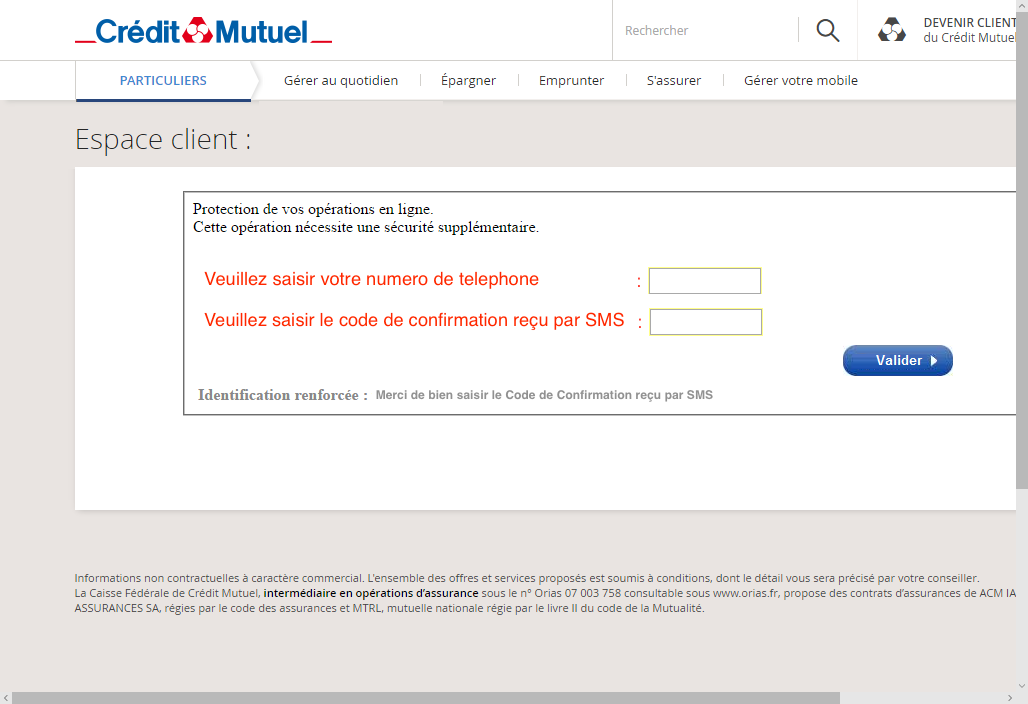 Crédit Mutuel
Rechercher
DEVENIR CLIENT
du Crédit Mutuel
PARTICULIERS
Gérer au quotidien
Épargner
Emprunter
S'assurer
Gérer votre mobile
Espace client :
Protection de vos opérations en ligne.
Cette opération nécessite une sécurité supplémentaire.
Veuillez saisir votre numero de telephone :
Veuillez saisir le code de confirmation reçu par SMS :
Valider
Identification renforcée : Merci de bien saisir le Code de Confirmation reçu par SMS
Informations non contractuelles à caractère commercial. L'ensemble des offres et services proposés est soumis à conditions, dont le détail vous sera précisé par votre conseiller.
La Caisse Fédérale de Crédit Mutuel, intermédiaire en opérations d'assurance sous le n° Orias 07 003 758 consultable sous www.orias.fr, propose des contrats d'assurances de ACM IA
ASSURANCES SA, régies par le code des assurances et MTRL, mutuelle nationale régie par le livre II du code de la Mutualité.